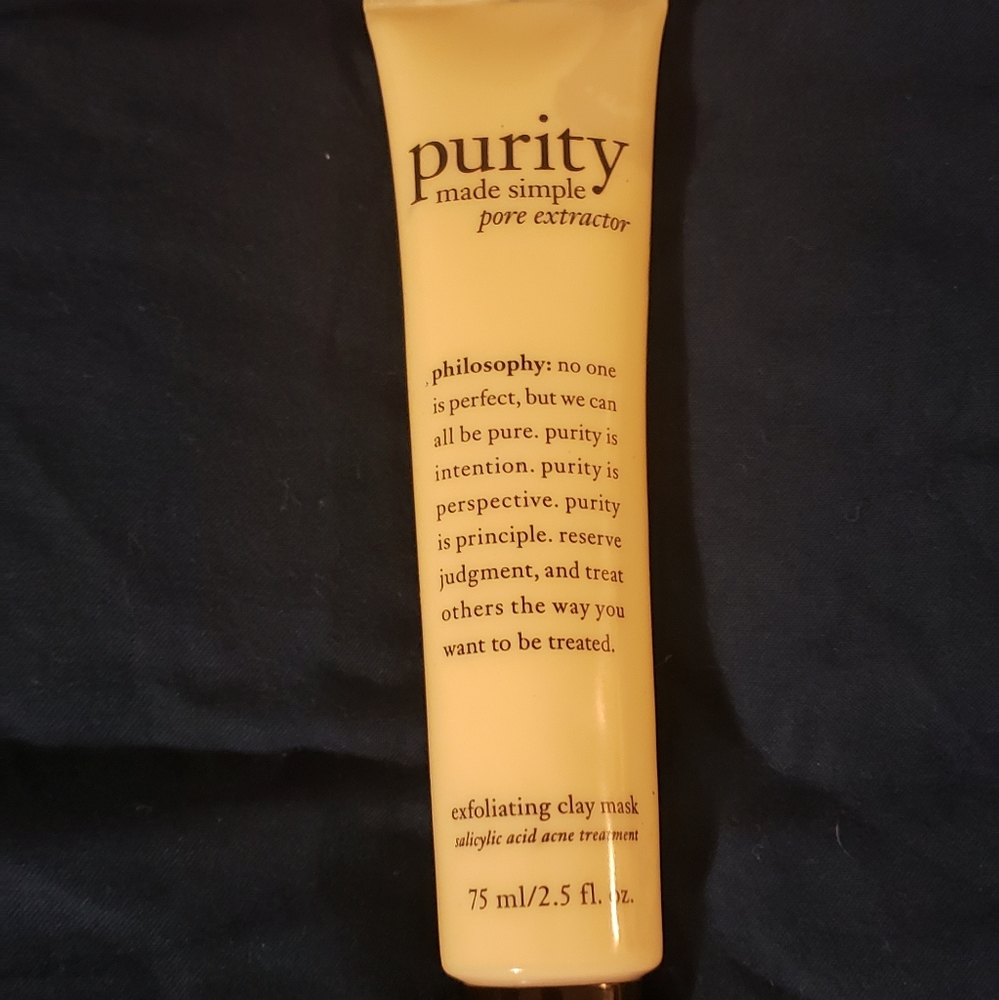 purity
made simple
pore extractor
philosophy: no one
is perfect, but we can
all be pure. purity is
intention. purity is
perspective. purity
is principle. reserve
judgment, and treat
others the way you
want to be treated.
exfoliating clay mask
salicylic acid acne treatment
75 ml/2.5 fl. oz.